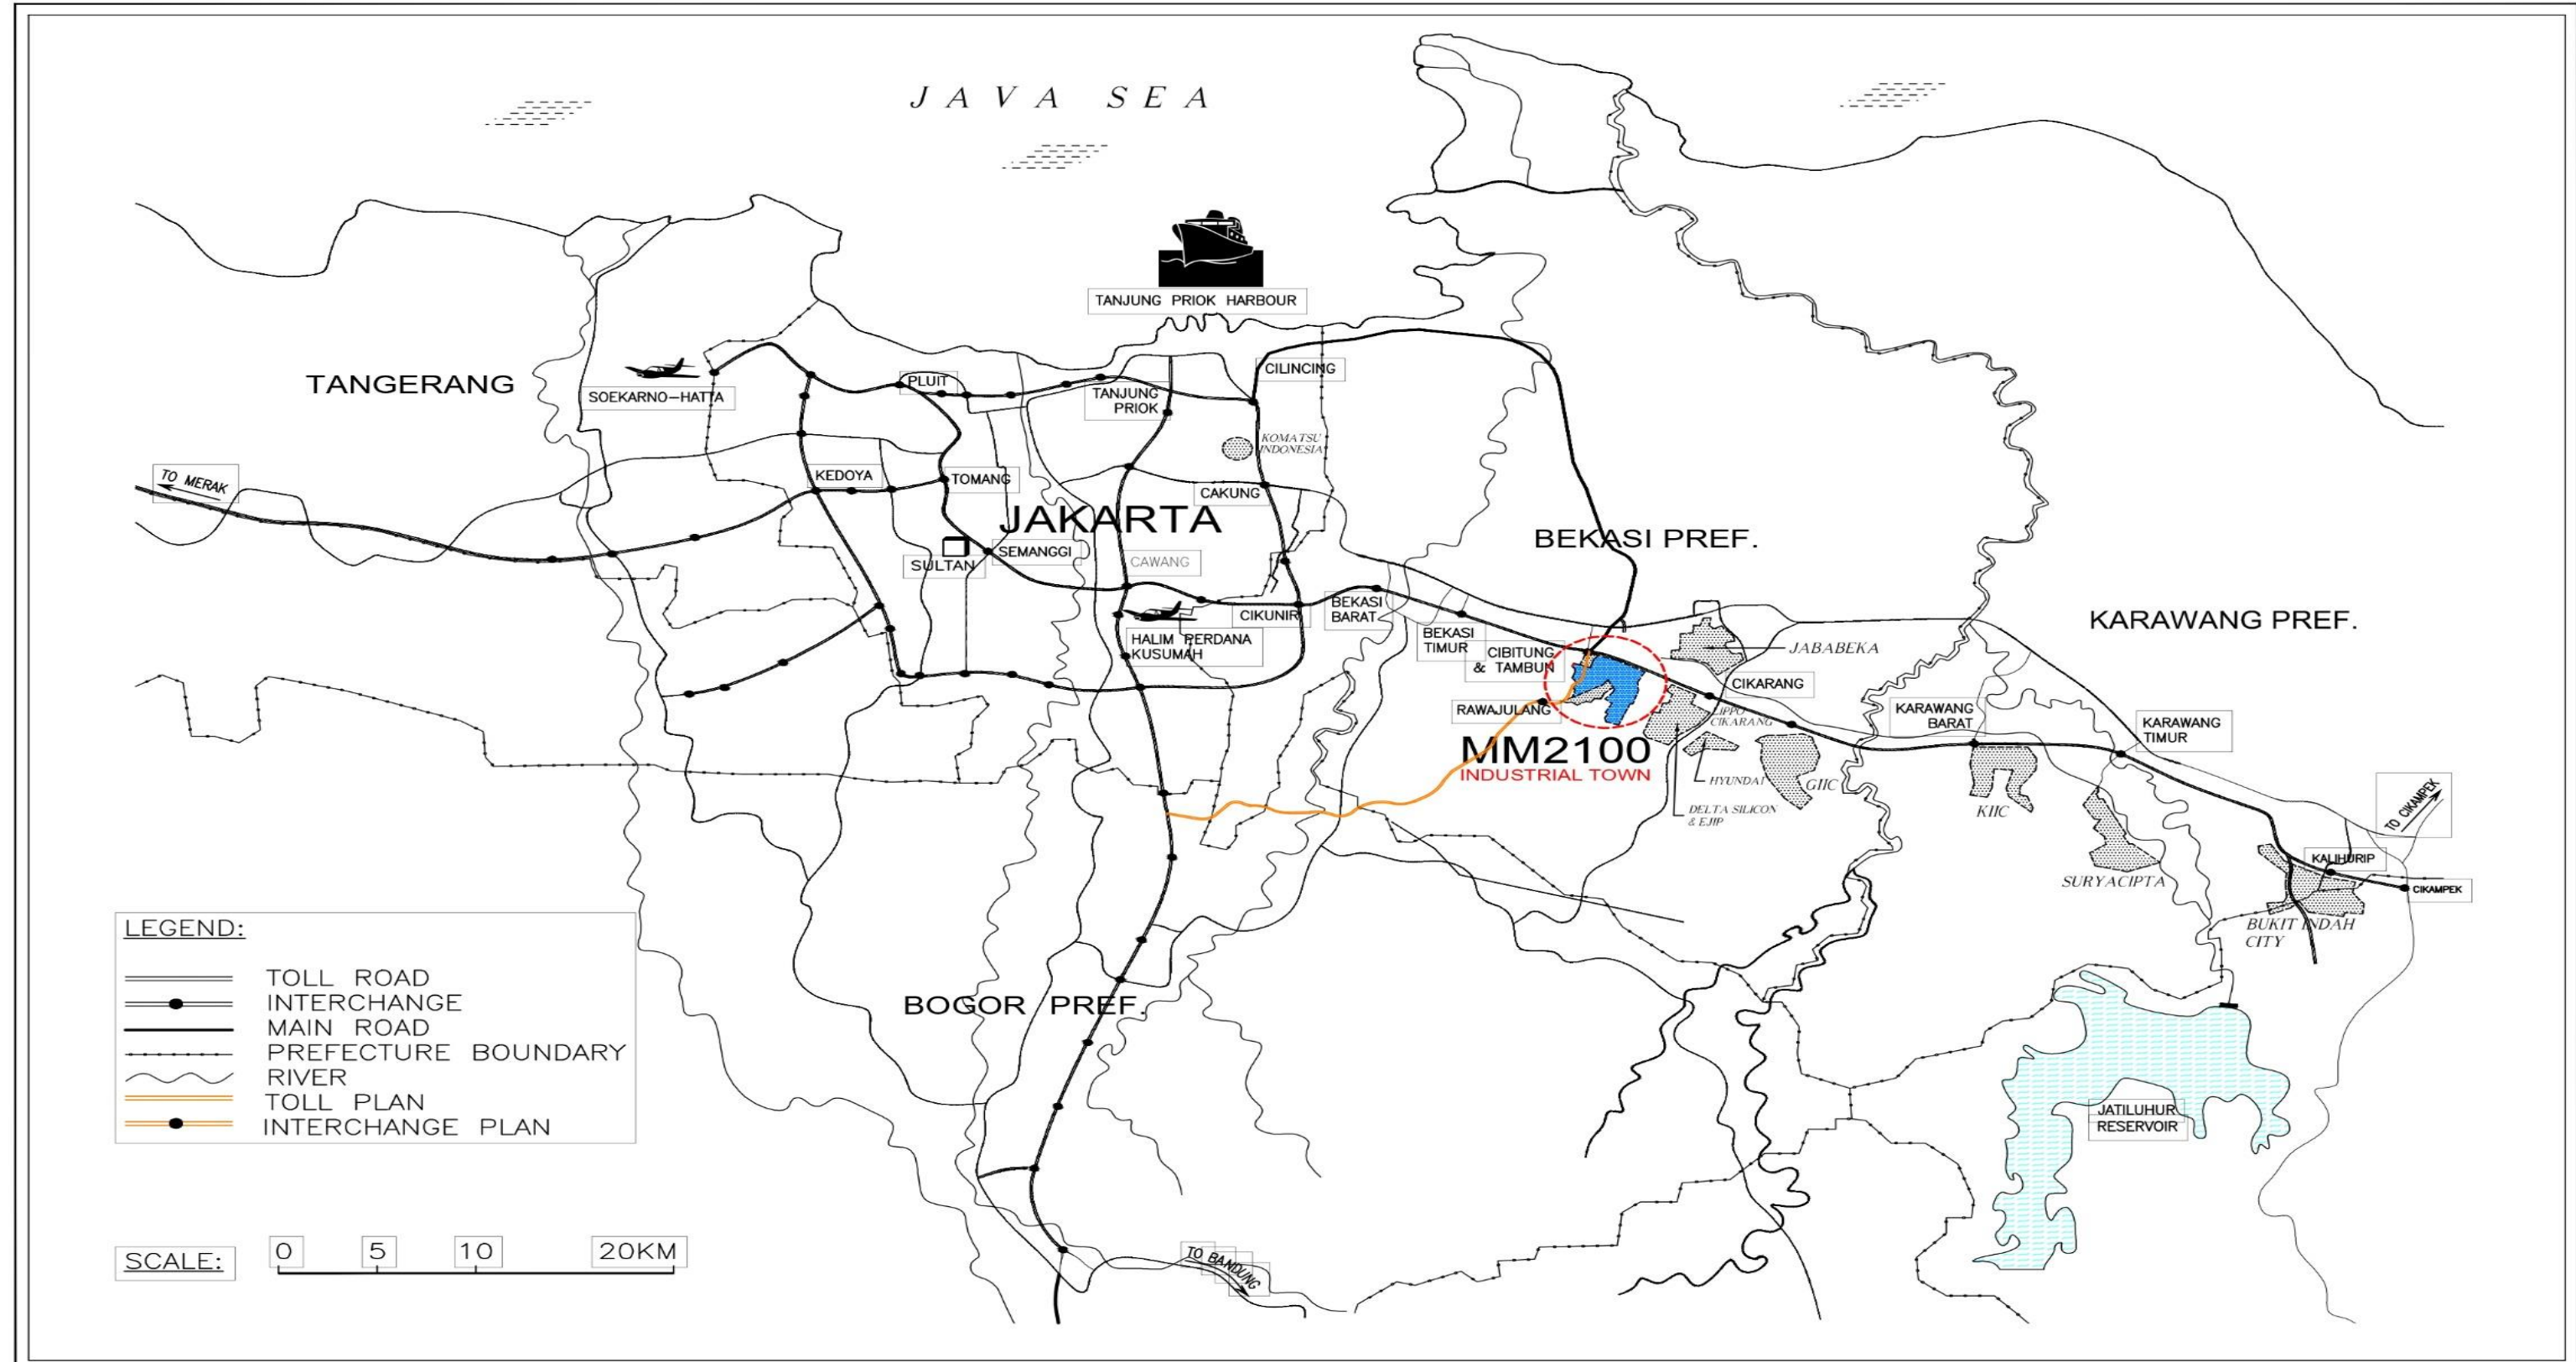 JAVA SEA
TANJUNG PRIOK HARBOUR
TANGERANG
SOEKARNO-HATTA
PLUIT
TANJUNG
PRIOK
CILINCING
KOMATSU
INDONESIA
TO MERAK
KEDOYA
TOMANG
CAKUNG
JAKARTA
SEMANGGI
SULTAN
CAWANG
BEKASI PREF.
CIKUNIR
BEKASI
BARAT
HALIM PERDANA
KUSUMAH
BEKASI
TIMUR
CIBITUNG
& TAMBUN
JABABEKA
KARAWANG PREF.
RAWAJULANG
CIKARANG
LIPPO
CIKARANG
KARAWANG
BARAT
KARAWANG
TIMUR
MM2100
INDUSTRIAL TOWN
HYUNDAI
GIIC
DELTA SILICON
& EJIP
KIIC
TO CIKAMPEK
SURYACIPTA
KALIHURIP
CIKAMPEK
BUKIT INDAH
CITY
BOGOR PREF.
JATILUHUR
RESERVOIR
TO BANDUNG
LEGEND:
TOLL ROAD
INTERCHANGE
MAIN ROAD
PREFECTURE BOUNDARY
RIVER
TOLL PLAN
INTERCHANGE PLAN
SCALE: 0 5 10 20KM